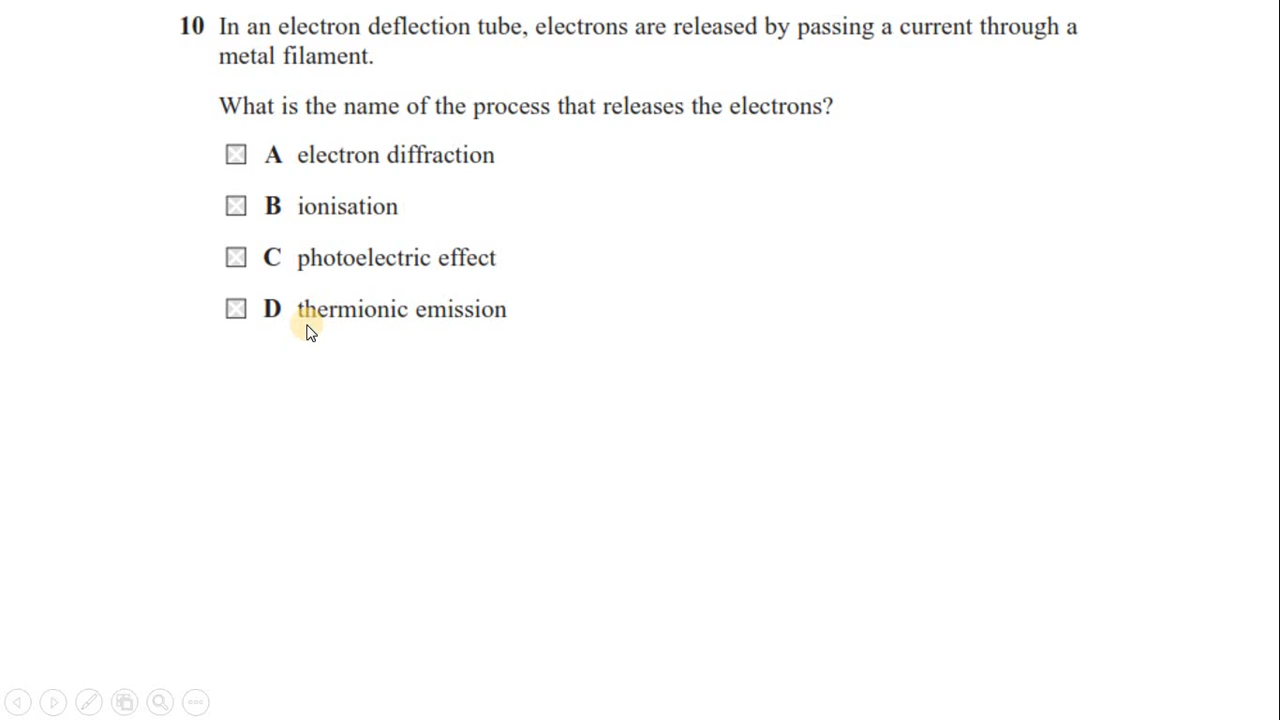 10 In an electron deflection tube, electrons are released by passing a current through a
metal filament.
What is the name of the process that releases the electrons?
A electron diffraction
B ionisation
C photoelectric effect
D thermionic emission